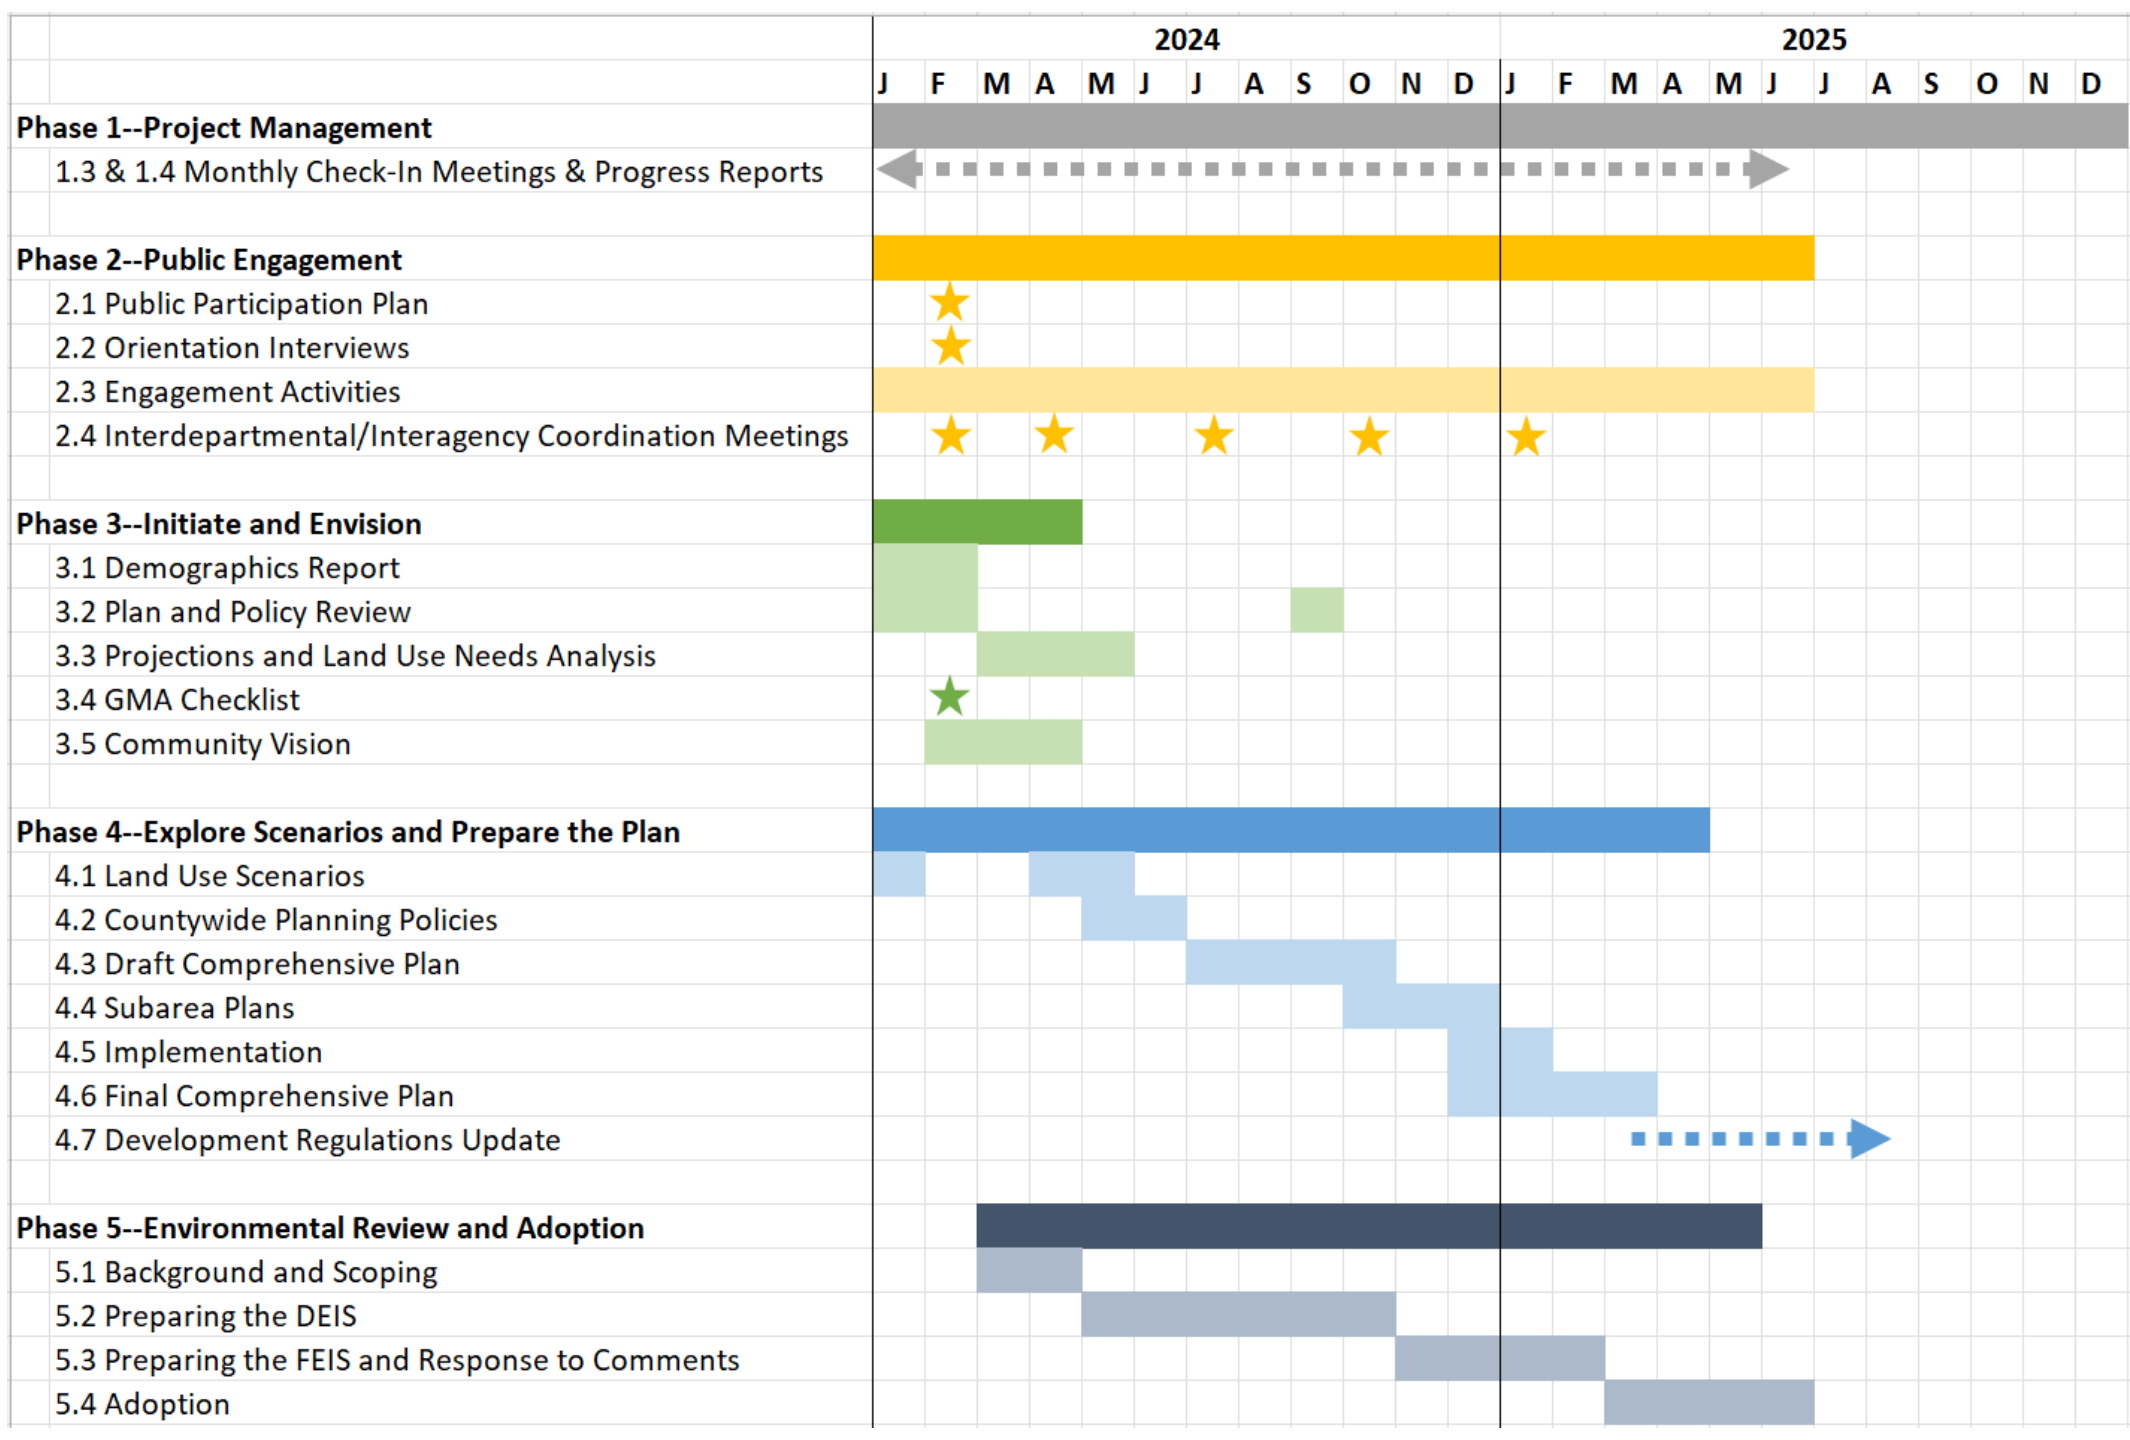 2024 2025
J F M A M J J A S O N D J F M A M J J A S O N D
Phase 1--Project Management
1.3 & 1.4 Monthly Check-In Meetings & Progress Reports
Phase 2--Public Engagement
2.1 Public Participation Plan
2.2 Orientation Interviews
2.3 Engagement Activities
2.4 Interdepartmental/Interagency Coordination Meetings
Phase 3--Initiate and Envision
3.1 Demographics Report
3.2 Plan and Policy Review
3.3 Projections and Land Use Needs Analysis
3.4 GMA Checklist
3.5 Community Vision
Phase 4--Explore Scenarios and Prepare the Plan
4.1 Land Use Scenarios
4.2 Countywide Planning Policies
4.3 Draft Comprehensive Plan
4.4 Subarea Plans
4.5 Implementation
4.6 Final Comprehensive Plan
4.7 Development Regulations Update
Phase 5--Environmental Review and Adoption
5.1 Background and Scoping
5.2 Preparing the DEIS
5.3 Preparing the FEIS and Response to Comments
5.4 Adoption